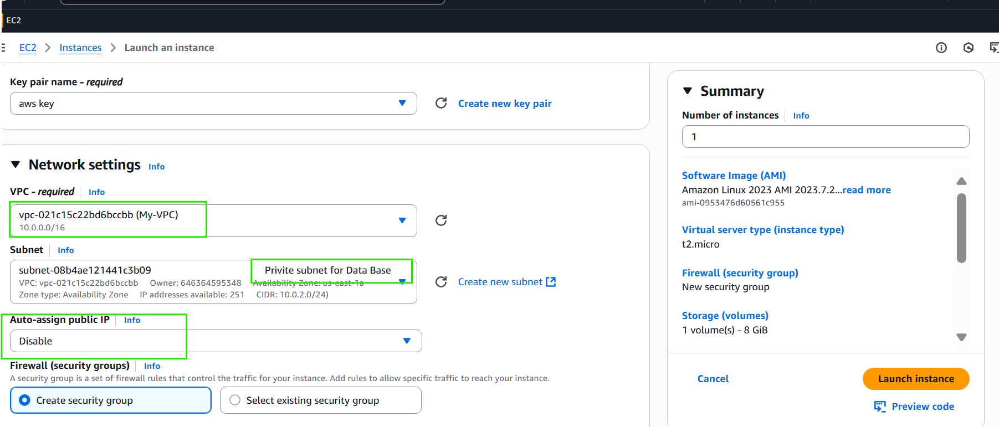 EC2
EC2 > Instances > Launch an instance
Key pair name - required
aws key
Create new key pair
Network settings Info
VPC - required Info
vpc-021c15c22bd6bccbb (My-VPC)
10.0.0.0/16
Subnet Info
subnet-08b4ae121441c3b09 Privite subnet for Data Base
VPC: vpc-021c15c22bd6bccbb Owner: 646364595348 Availability Zone: us-east-1a
Zone type: Availability Zone IP addresses available: 251 CIDR: 10.0.2.0/24)
Create new subnet
Auto-assign public IP Info
Disable
Firewall (security groups) Info
A security group is a set of firewall rules that control the traffic for your instance. Add rules to allow specific traffic to reach your instance.
Create security group
Select existing security group
Summary
Number of instances Info
1
Software Image (AMI)
Amazon Linux 2023 AMI 2023.7.2...read more
ami-0953476d60561c955
Virtual server type (instance type)
t2.micro
Firewall (security group)
New security group
Storage (volumes)
1 volume(s) - 8 GiB
Cancel
Launch instance
Preview code